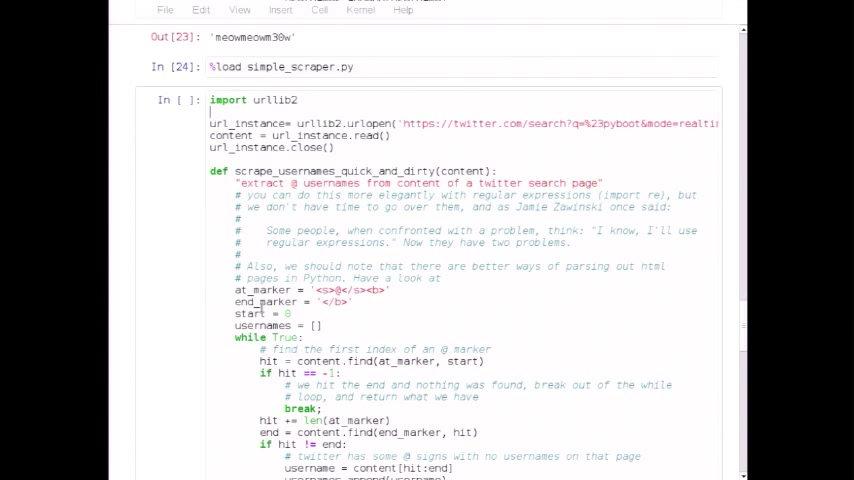 File Edit View Insert Cell Kernel Help
Out[23]: 'meowmeowm30w'
In [24]: %load simple_scraper.py
In [ ]: import urllib2
url_instance= urllib2.urlopen('https://twitter.com/search?q=%23pyboot&mode=realti
content = url_instance.read()
url_instance.close()
def scrape_usernames_quick_and_dirty(content):
"extract @ usernames from content of a twitter search page"
# you can do this more elegantly with regular expressions (import re), but
# we don't have time to go over them, and as Jamie Zawinski once said:
#
#    Some people, when confronted with a problem, think: "I know, I'll use
#    regular expressions." Now they have two problems.
#
# Also, we should note that there are better ways of parsing out html
# pages in Python. Have a look at
at_marker = '<s>@</s><b>'
end_marker = '</b>'
start = 0
usernames = []
while True:
# find the first index of an @ marker
hit = content.find(at_marker, start)
if hit == -1:
# we hit the end and nothing was found, break out of the while
# loop, and return what we have
break;
hit += len(at_marker)
end = content.find(end_marker, hit)
if hit != end:
# twitter has some @ signs with no usernames on that page
username = content[hit:end]